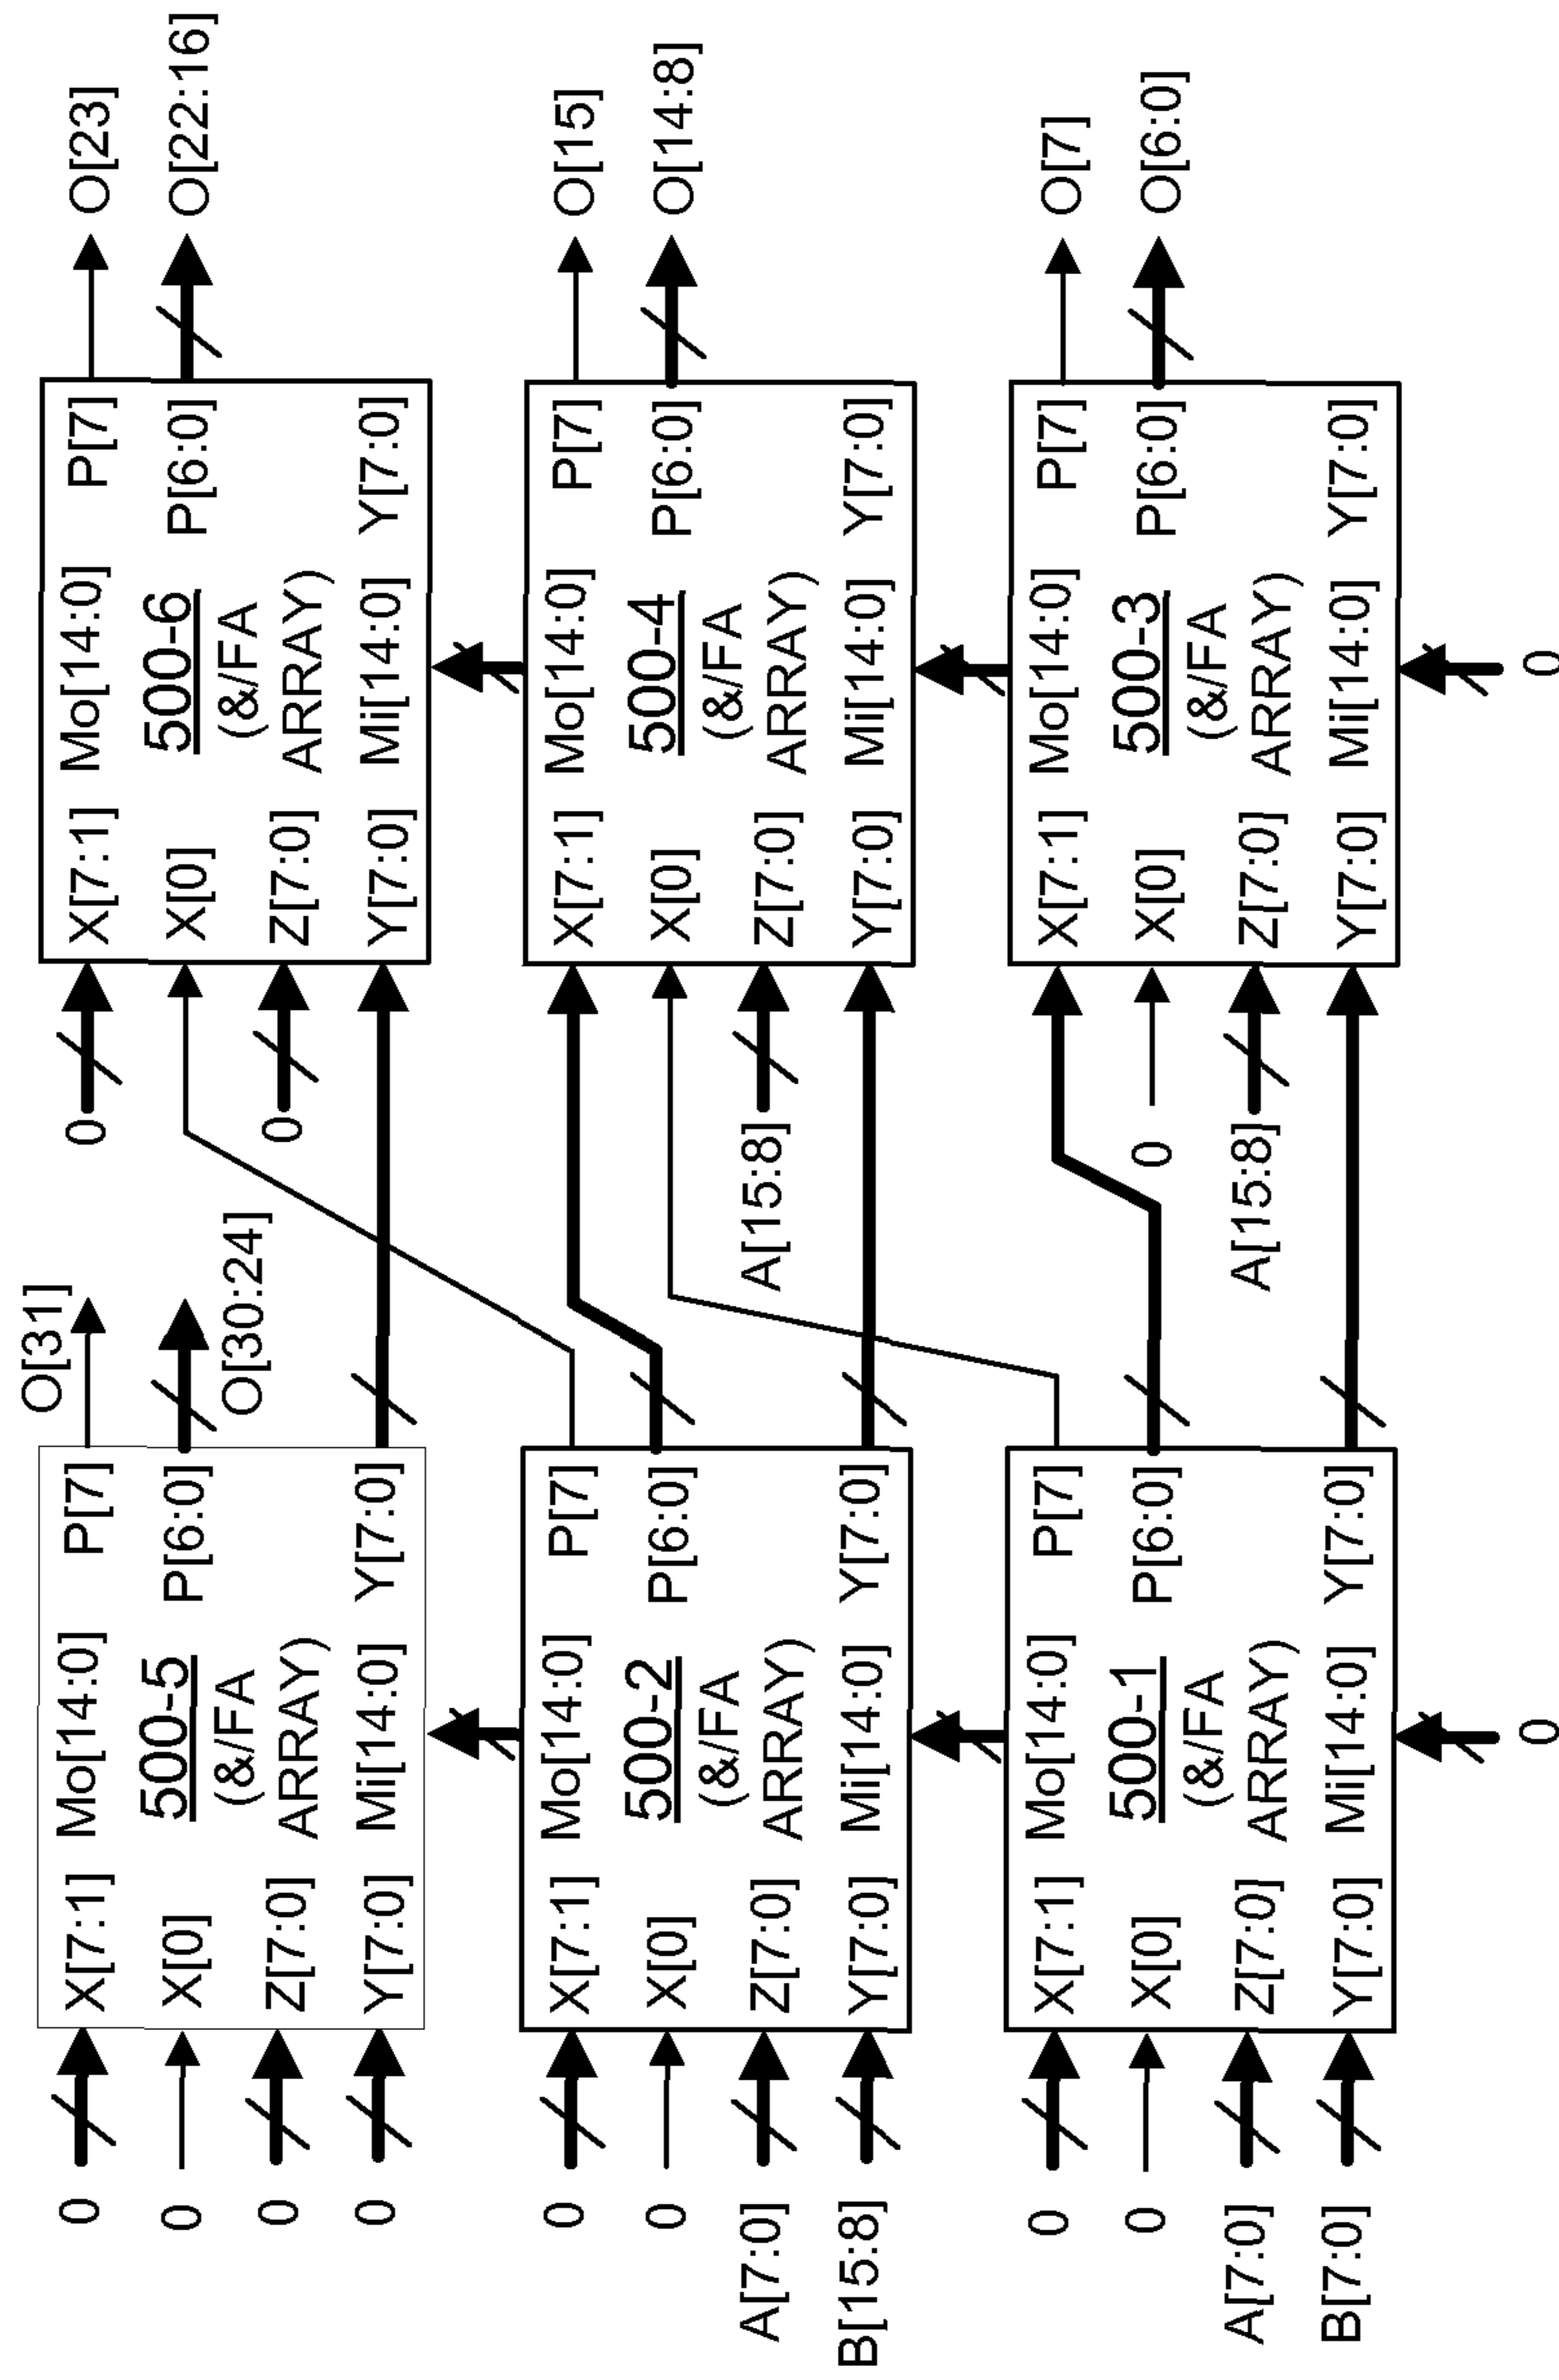 O[31]
0 X[7:1] Mo[14:0] P[7] 0 X[7:1] Mo[14:0] P[7] O[23]
0 X[0] 500-5 P[6:0] X[0] 500-6 P[6:0] O[22:16]
(&/FA O[30:24] (&/FA
0 Z[7:0] ARRAY) 0 Z[7:0] ARRAY)
0 Y[7:0] Mi[14:0] Y[7:0] Y[7:0] Mi[14:0] Y[7:0]
0 X[7:1] Mo[14:0] P[7] X[7:1] Mo[14:0] P[7] O[15]
0 X[0] 500-2 P[6:0] X[0] 500-4 P[6:0] O[14:8]
(&/FA (&/FA
A[7:0] Z[7:0] ARRAY) A[15:8] Z[7:0] ARRAY)
B[15:8] Y[7:0] Mi[14:0] Y[7:0] Y[7:0] Mi[14:0] Y[7:0]
0 X[7:1] Mo[14:0] P[7] X[7:1] Mo[14:0] P[7] O[7]
0 X[0] 500-1 P[6:0] 0 X[0] 500-3 P[6:0] O[6:0]
(&/FA (&/FA
A[7:0] Z[7:0] ARRAY) A[15:8] Z[7:0] ARRAY)
B[7:0] Y[7:0] Mi[14:0] Y[7:0] Y[7:0] Mi[14:0] Y[7:0]
0 0